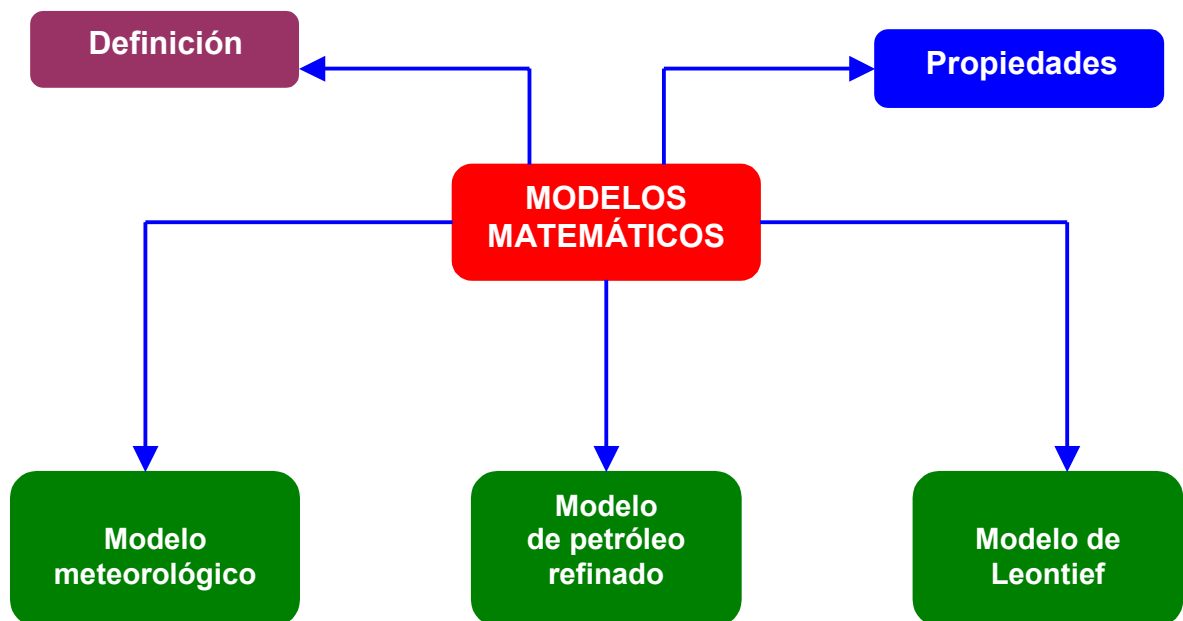 Definición
Propiedades
MODELOS
MATEMÁTICOS
Modelo
meteorológico
Modelo
de petróleo
refinado
Modelo de
Leontief